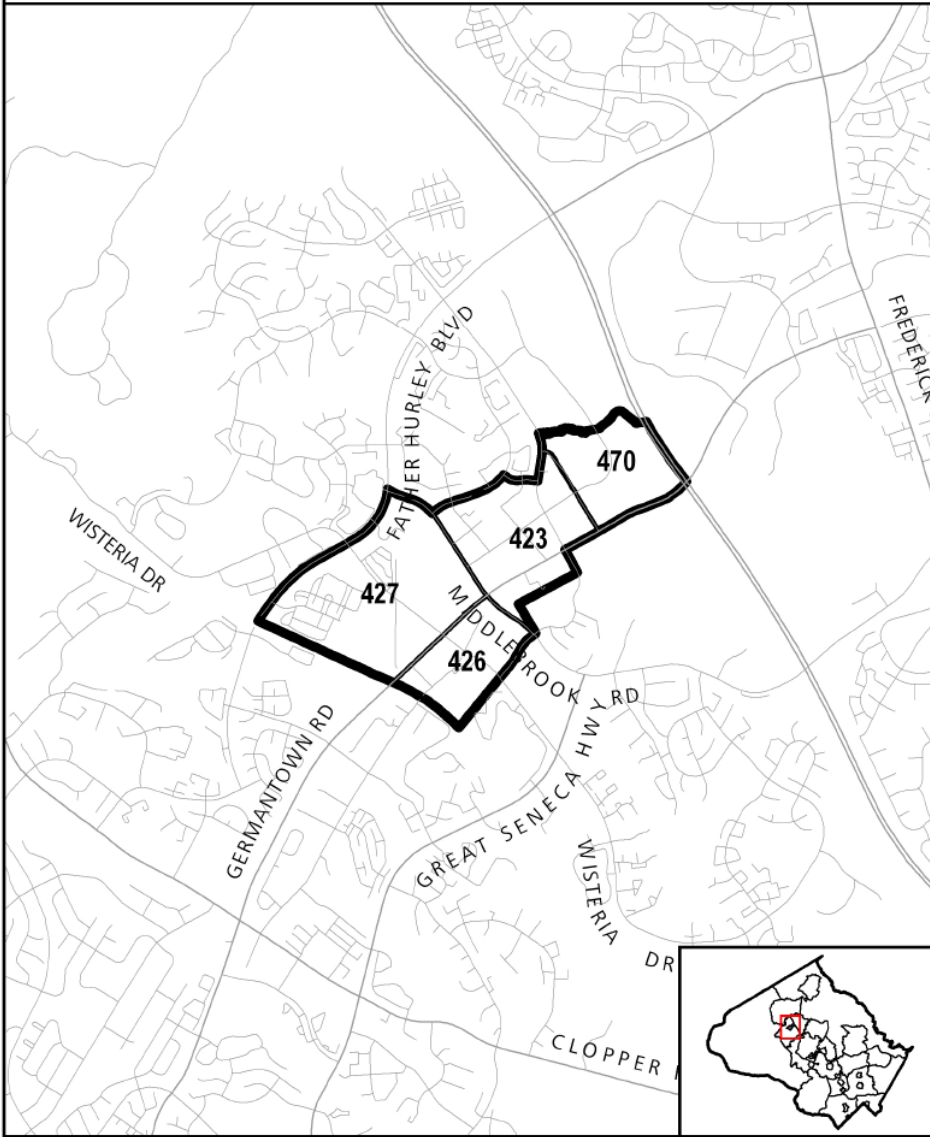 FATHER HURLEY BLVD
FREDERICK
470
WISTERIA DR
423
427
MIDDLEBROOK RD
426
GERMANTOWN RD
GREAT SENECA HWY
WISTERIA DR
CLOPPER